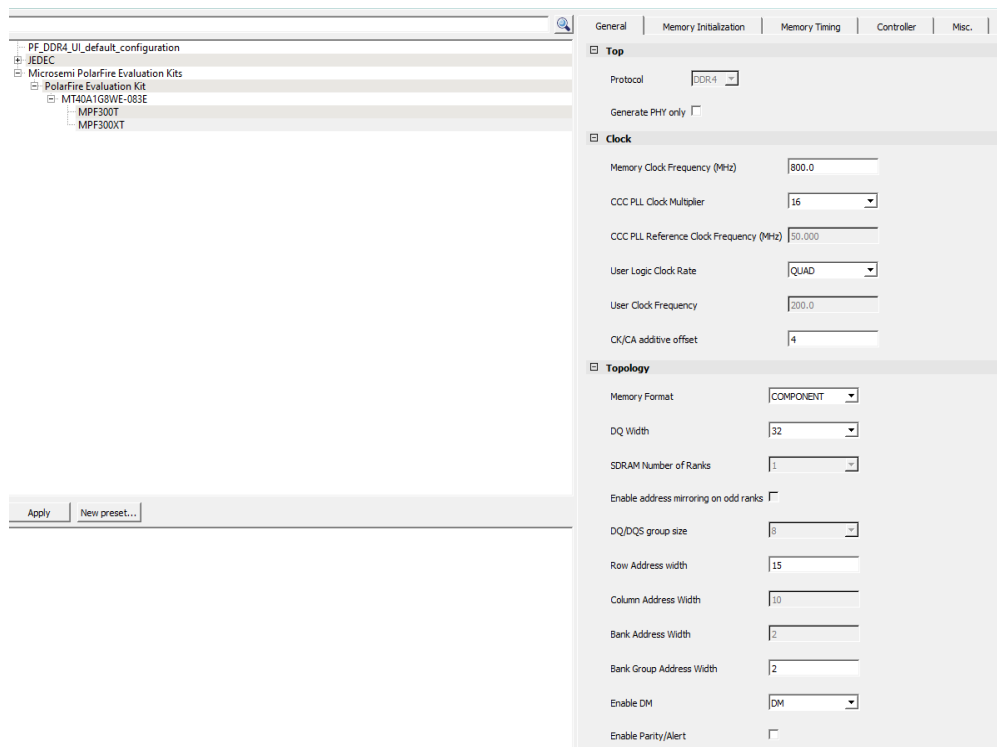 PF_DDR4_UI_default_configuration
JEDEC
Microsemi PolarFire Evaluation Kits
PolarFire Evaluation Kit
MT40A1G8WE-083E
MPF300T
MPF300XT
Apply New preset...
General Memory Initialization Memory Timing Controller Misc.
Top
Protocol DDR4
Generate PHY only
Clock
Memory Clock Frequency (MHz) 800.0
CCC PLL Clock Multiplier 16
CCC PLL Reference Clock Frequency (MHz) 50.000
User Logic Clock Rate QUAD
User Clock Frequency 200.0
CK/CA additive offset 4
Topology
Memory Format COMPONENT
DQ Width 32
SDRAM Number of Ranks 1
Enable address mirroring on odd ranks
DQ/DQS group size 8
Row Address width 15
Column Address Width 10
Bank Address Width 2
Bank Group Address Width 2
Enable DM DM
Enable Parity/Alert